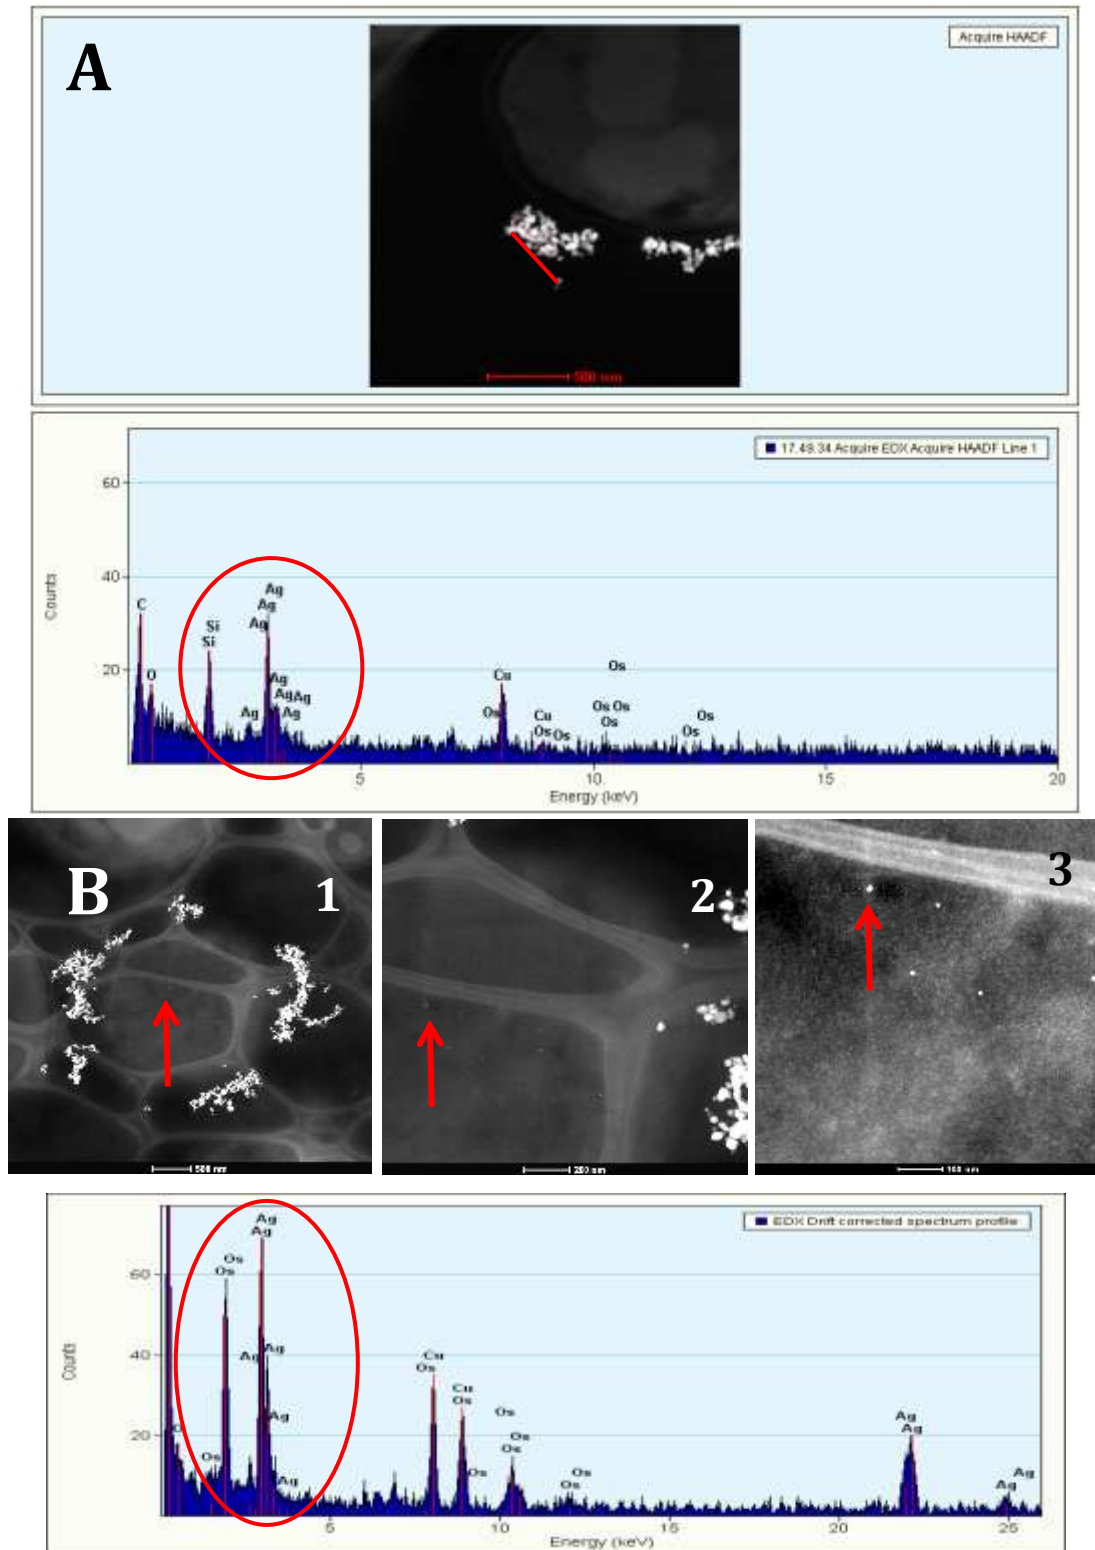 A
Acquire HAADF
500 nm
17.49.34 Acquire EDX Acquire HAADF Line 1
60
40
20
Counts
C
O
Si
Si
Ag
Ag
Ag
Ag
Ag Ag
Ag
Ag
Cu
Os
Cu
Os Os
Os
Os Os
Os
Os
Os
5
10
15
20
Energy (keV)
B
1
2
3
500 nm
200 nm
100 nm
EDX Drift corrected spectrum profile
60
40
20
Counts
O
Os
Os
Os
Ag
Ag
Ag
Ag
Ag
Ag
Cu
Os
Cu
Os
Os
Os
Os
Os
Os
Os
Ag
Ag
Ag
Ag
5
10
15
20
25
Energy (keV)